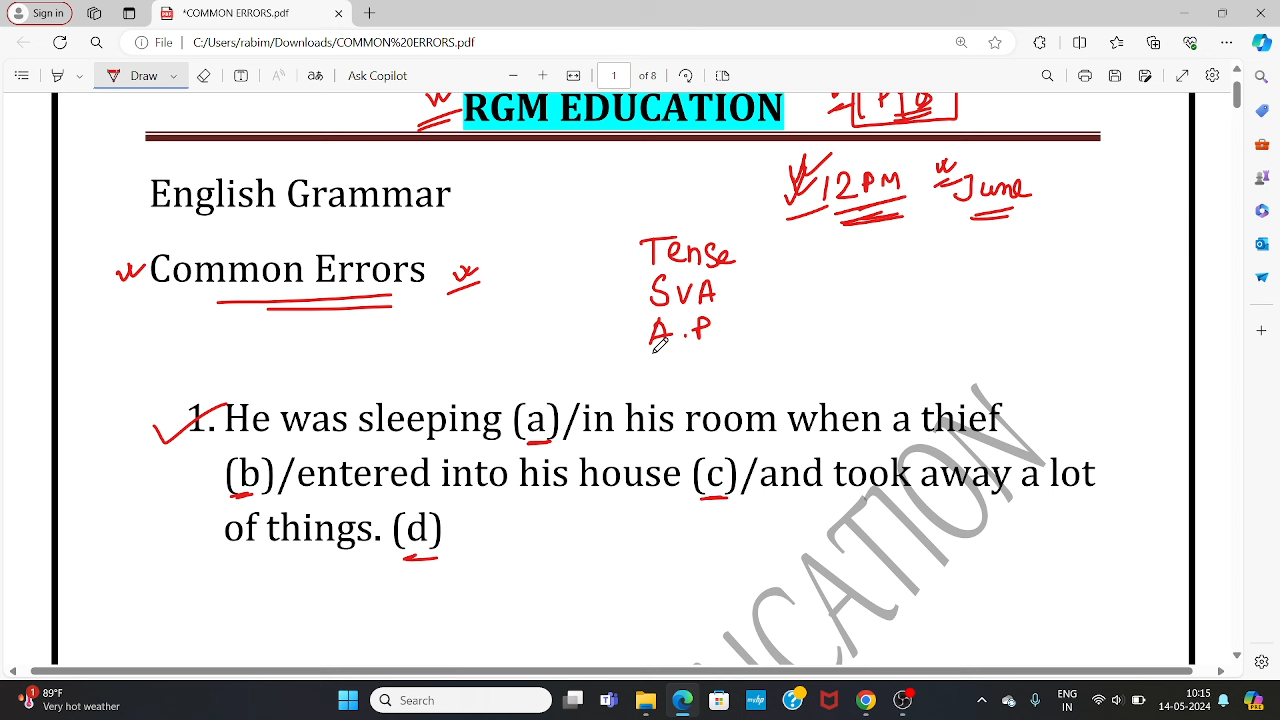 Sign in
*COMMON ERRORS.pdf
File C:/Users/rabim/Downloads/COMMON%20ERRORS.pdf
Draw Ask Copilot 1 of 8
RGM EDUCATION
12 PM June
English Grammar
Tense
Common Errors
SVA
A.P
1. He was sleeping (a)/in his room when a thief
(b)/entered into his house (c)/and took away a lot
of things. (d)
UCATION
1 89°F
Very hot weather
Search
ENG
IN
10:15
14-05-2024